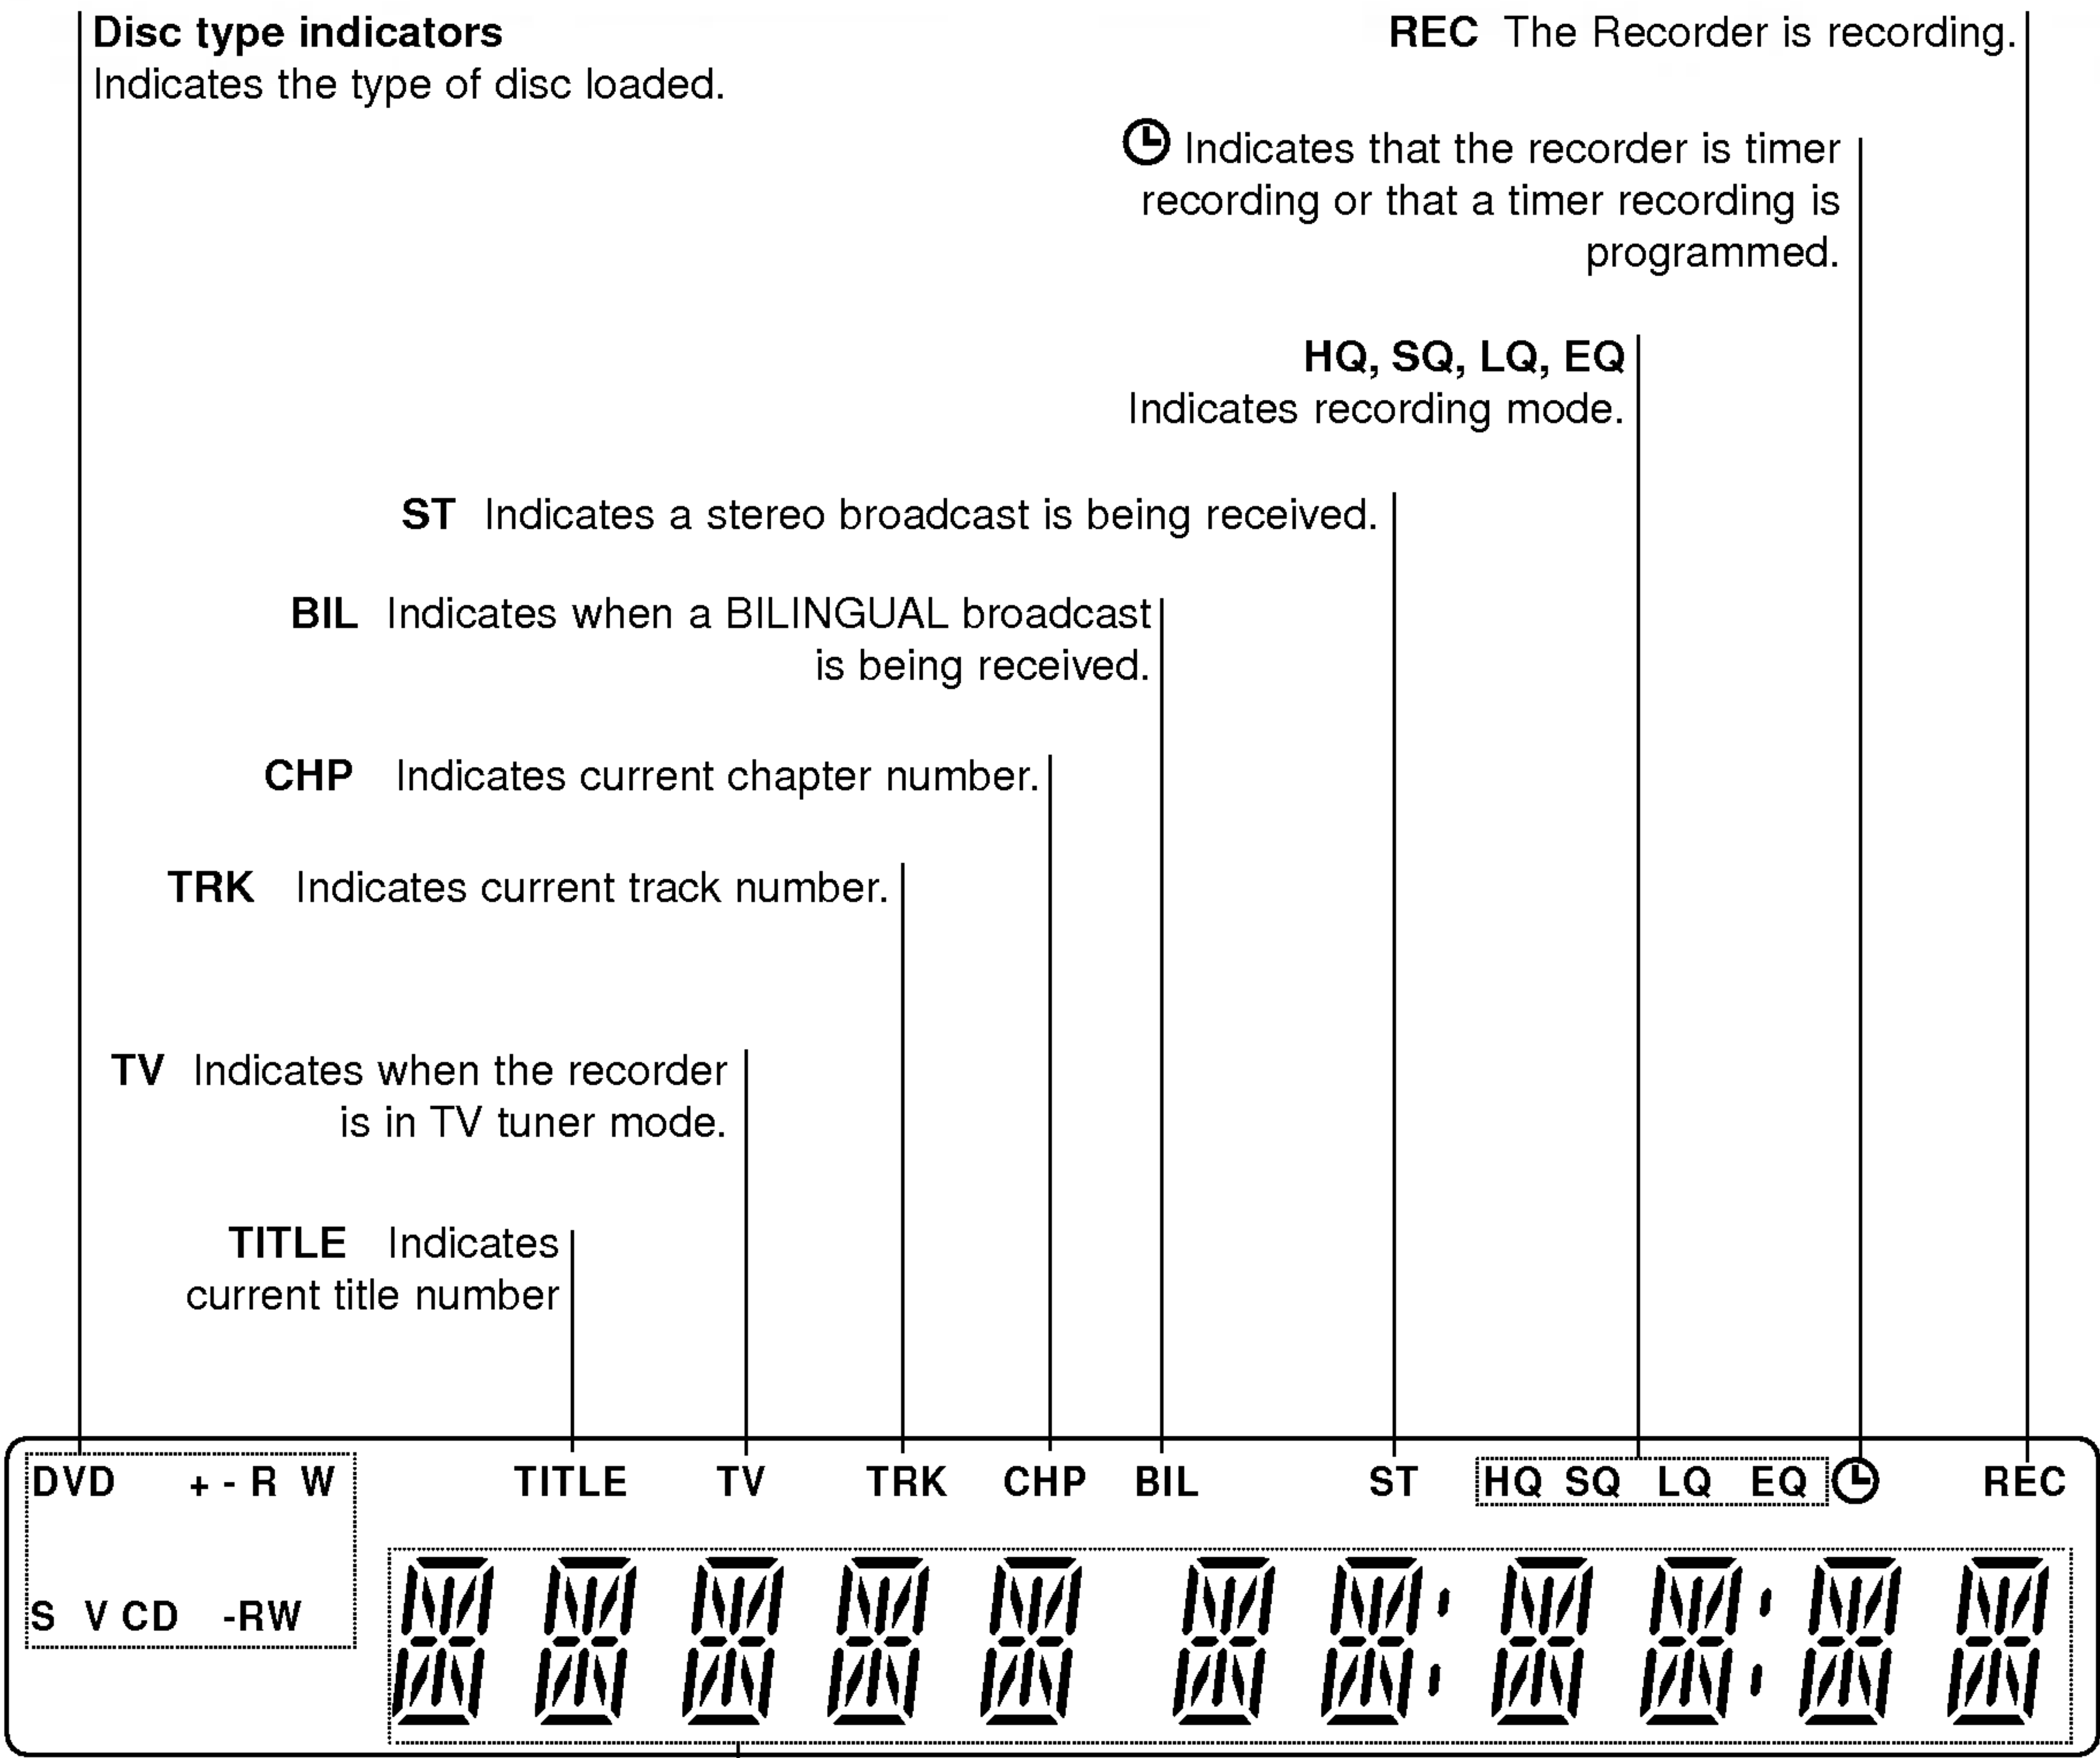 Disc type indicators
Indicates the type of disc loaded.
REC The Recorder is recording.
Indicates that the recorder is timer
recording or that a timer recording is
programmed.
HQ, SQ, LQ, EQ
Indicates recording mode.
ST Indicates a stereo broadcast is being received.
BIL Indicates when a BILINGUAL broadcast
is being received.
CHP Indicates current chapter number.
TRK Indicates current track number.
TV Indicates when the recorder
is in TV tuner mode.
TITLE Indicates
current title number
DVD + - R W TITLE TV TRK CHP BIL ST HQ SQ LQ EQ REC
S V CD -RW